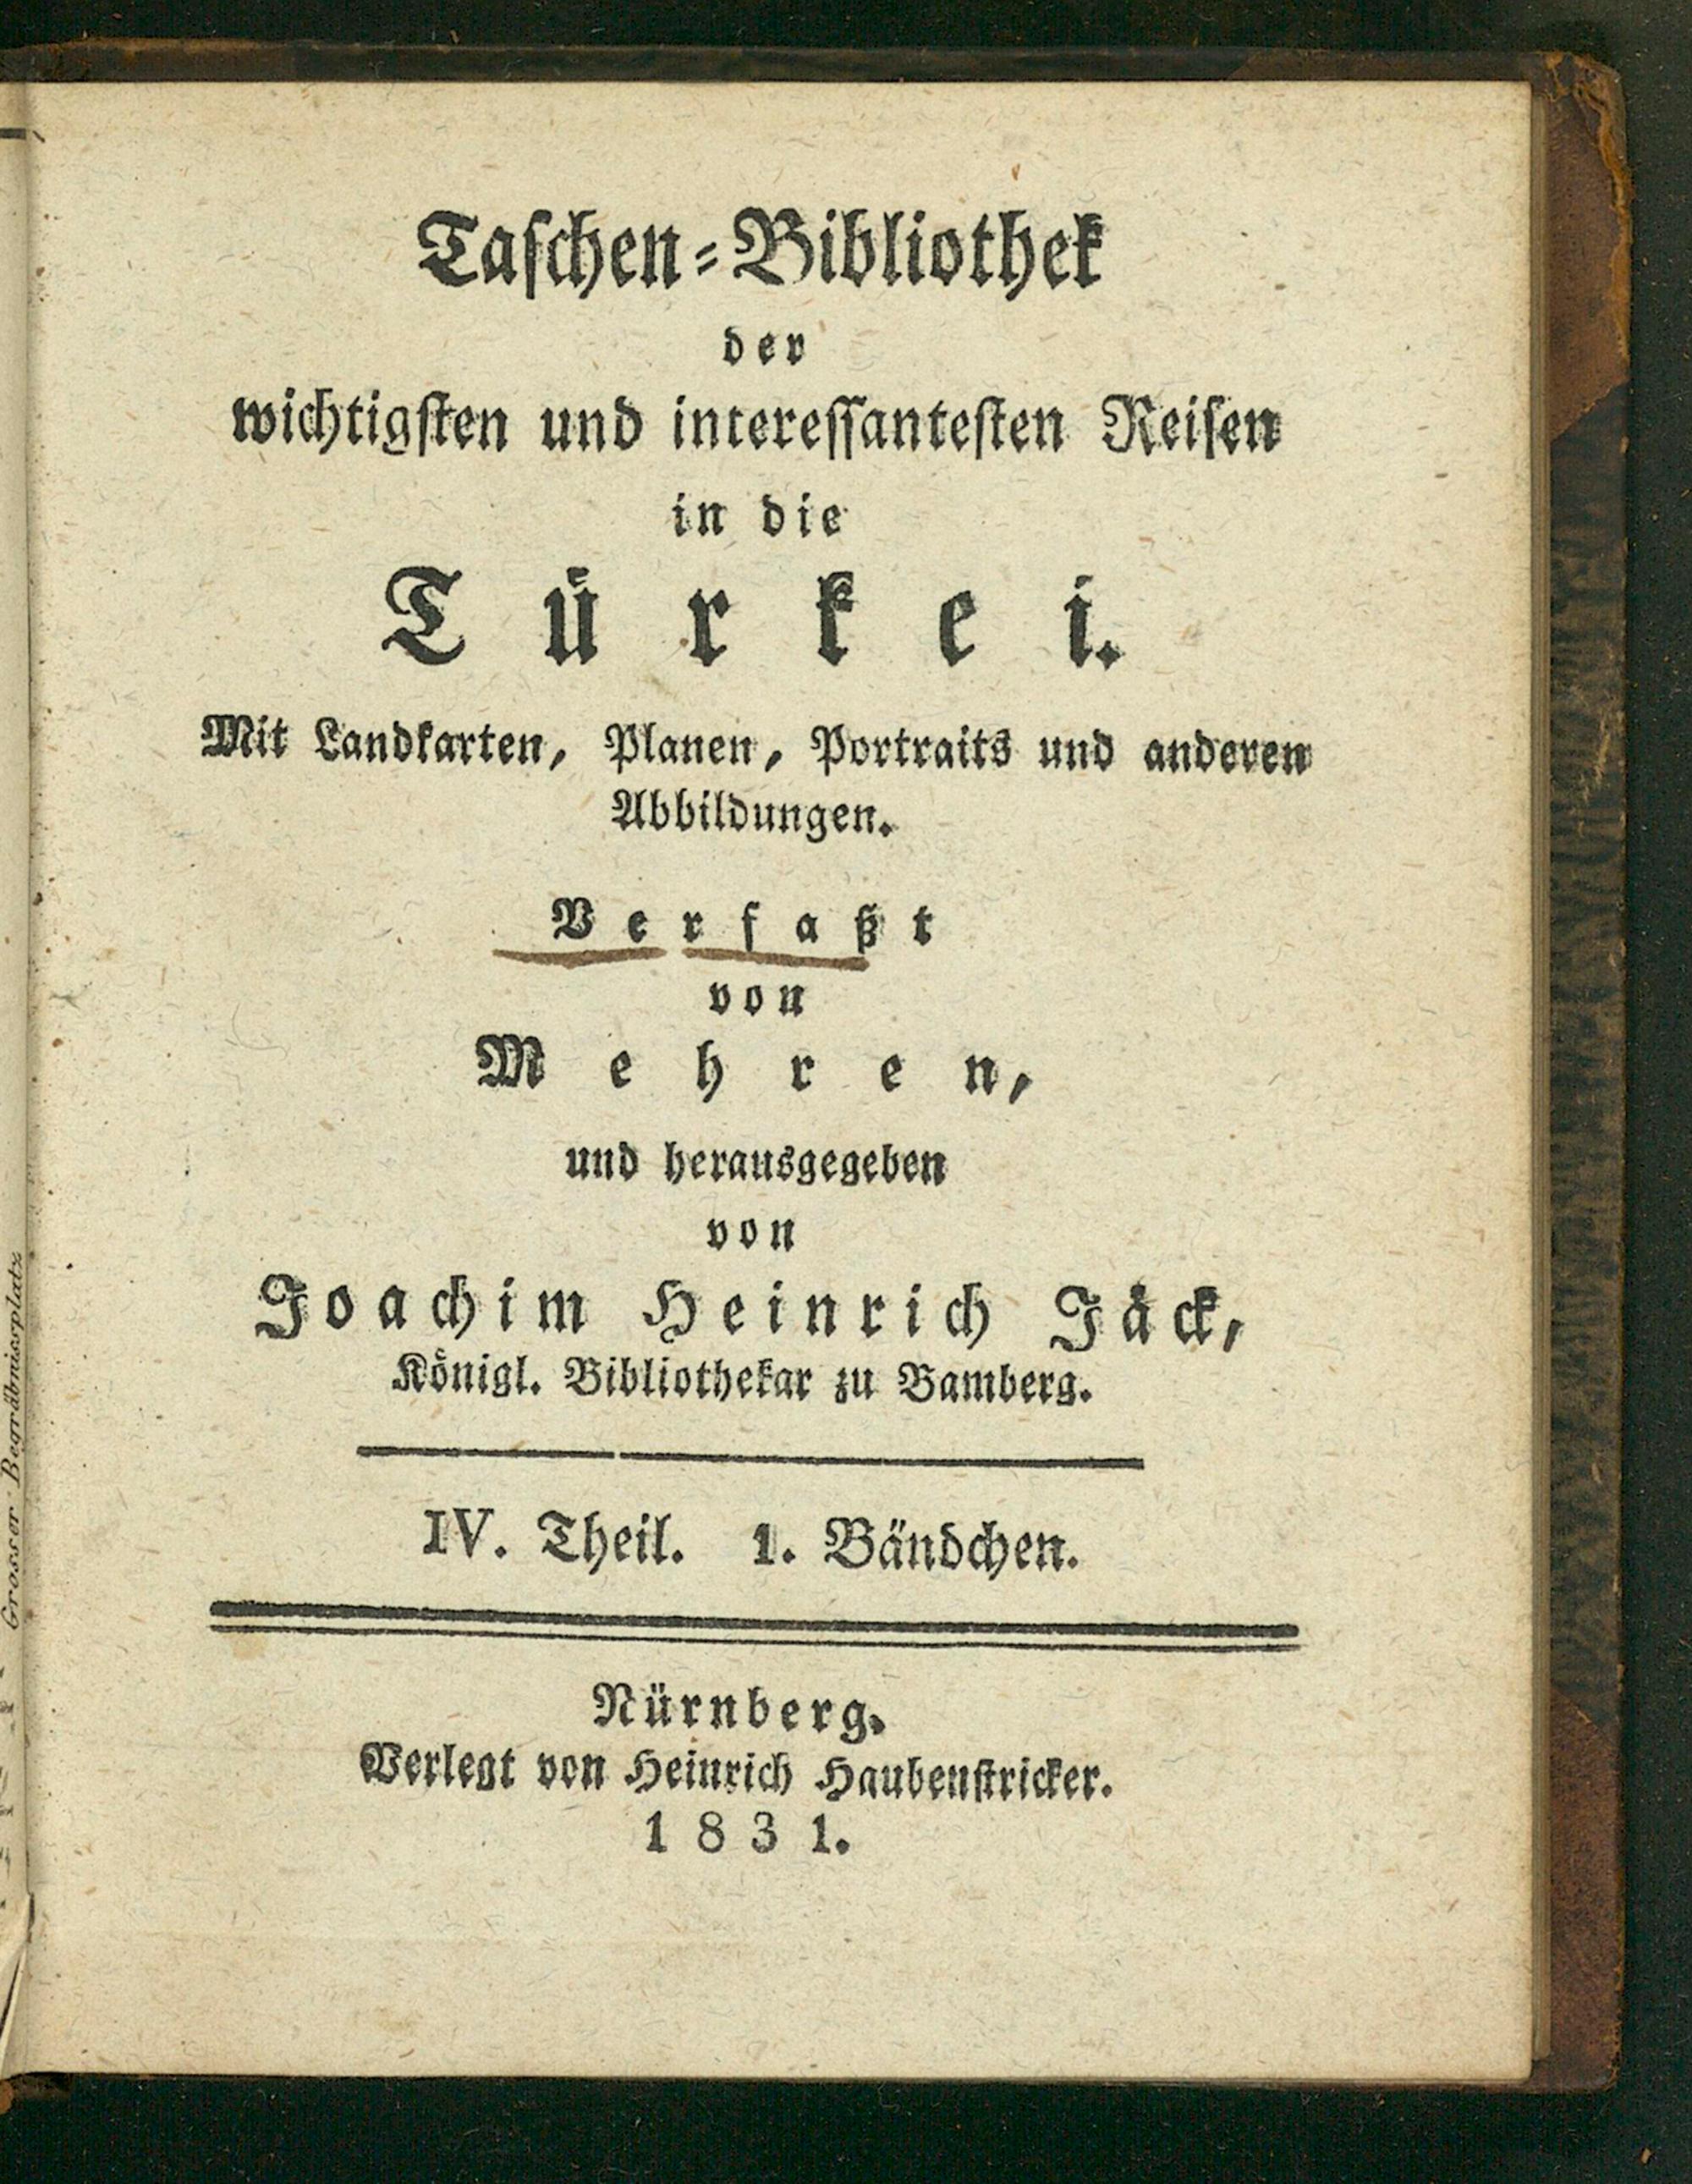 Taschen-Bibliothek
der
wichtigsten und interessantesten Reisen
in die
Türkei.
Mit Landkarten, Planen, Portraits und anderen
Abbildungen.
Verfaßt
von
Mehren,
und herausgegeben
von
Joachim Heinrich Jäck,
Königl. Bibliothekar zu Bamberg.
IV. Theil. 1. Bändchen.
Nürnberg.
Verlegt von Heinrich Haubenstricker.
1831.
Grosser Begräbnissplatz